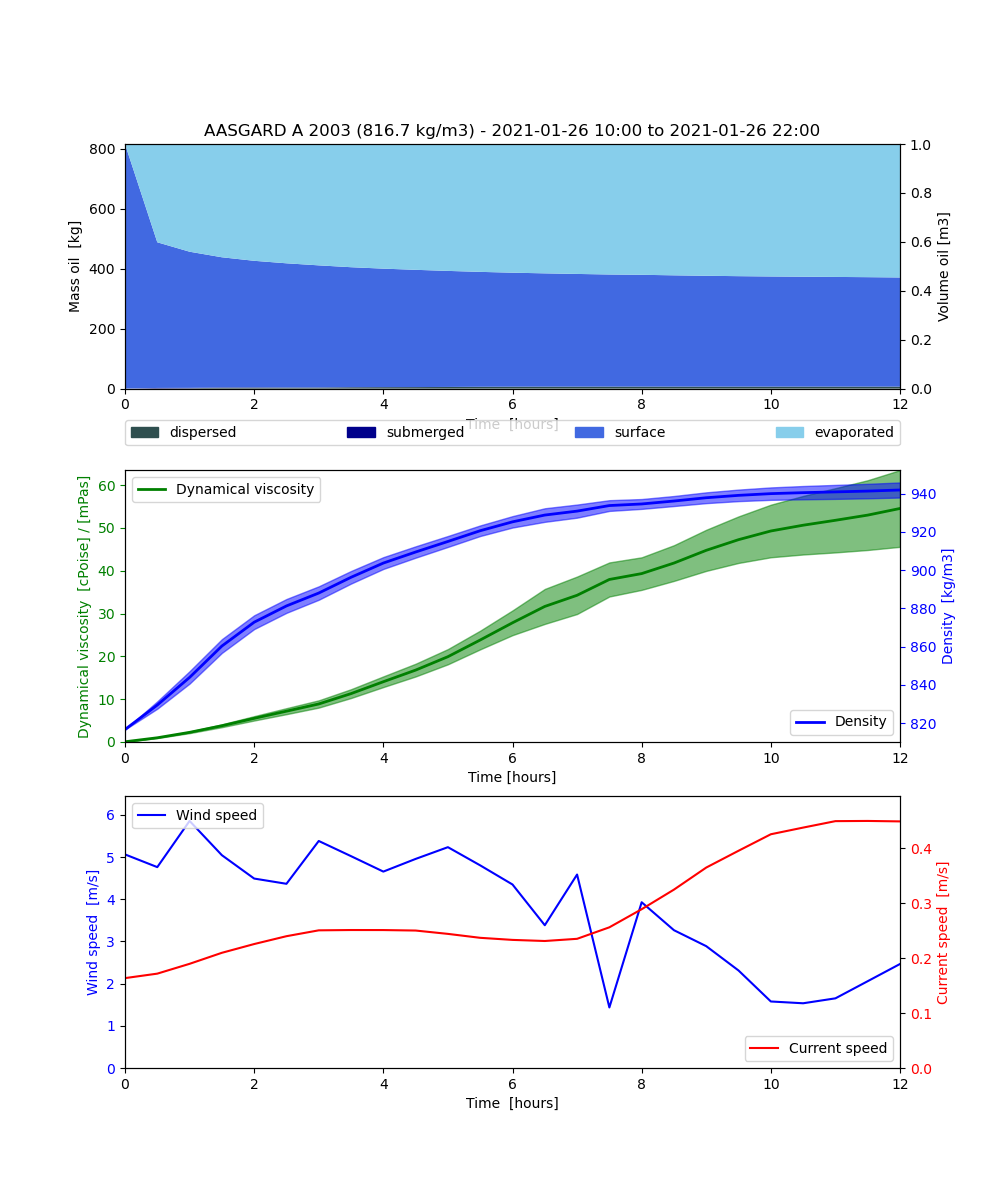 AASGARD A 2003 (816.7 kg/m3) - 2021-01-26 10:00 to 2021-01-26 22:00
Mass oil [kg]
800
600
400
200
0
1.0
0.8
0.6
0.4
0.2
0.0
Volume oil [m3]
0 2 4 6 8 10 12
Time [hours]
dispersed submerged surface evaporated
Dynamical viscosity [cPoise] / [mPas]
60
50
40
30
20
10
0
Dynamical viscosity
940
920
900
880
860
840
820
Density [kg/m3]
Density
0 2 4 6 8 10 12
Time [hours]
Wind speed [m/s]
6
5
4
3
2
1
0
Wind speed
0.4
0.3
0.2
0.1
0.0
Current speed [m/s]
Current speed
0 2 4 6 8 10 12
Time [hours]